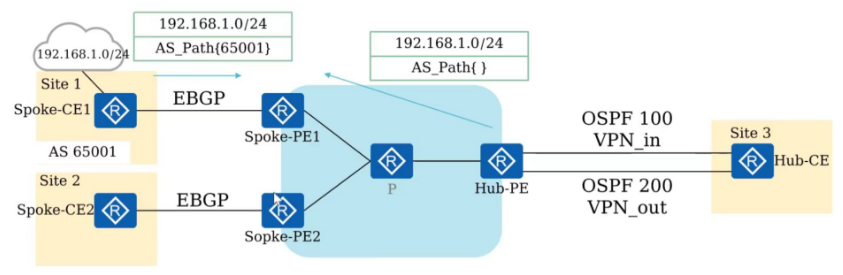 192.168.1.0/24
AS_Path{65001}
192.168.1.0/24
AS_Path{ }
192.168.1.0/24
Site 1
Spoke-CE1
EBGP
Spoke-PE1
AS 65001
Site 2
Spoke-CE2
EBGP
Sopke-PE2
P
Hub-PE
OSPF 100
VPN_in
OSPF 200
VPN_out
Site 3
Hub-CE
R
R
R
R
R
R
R